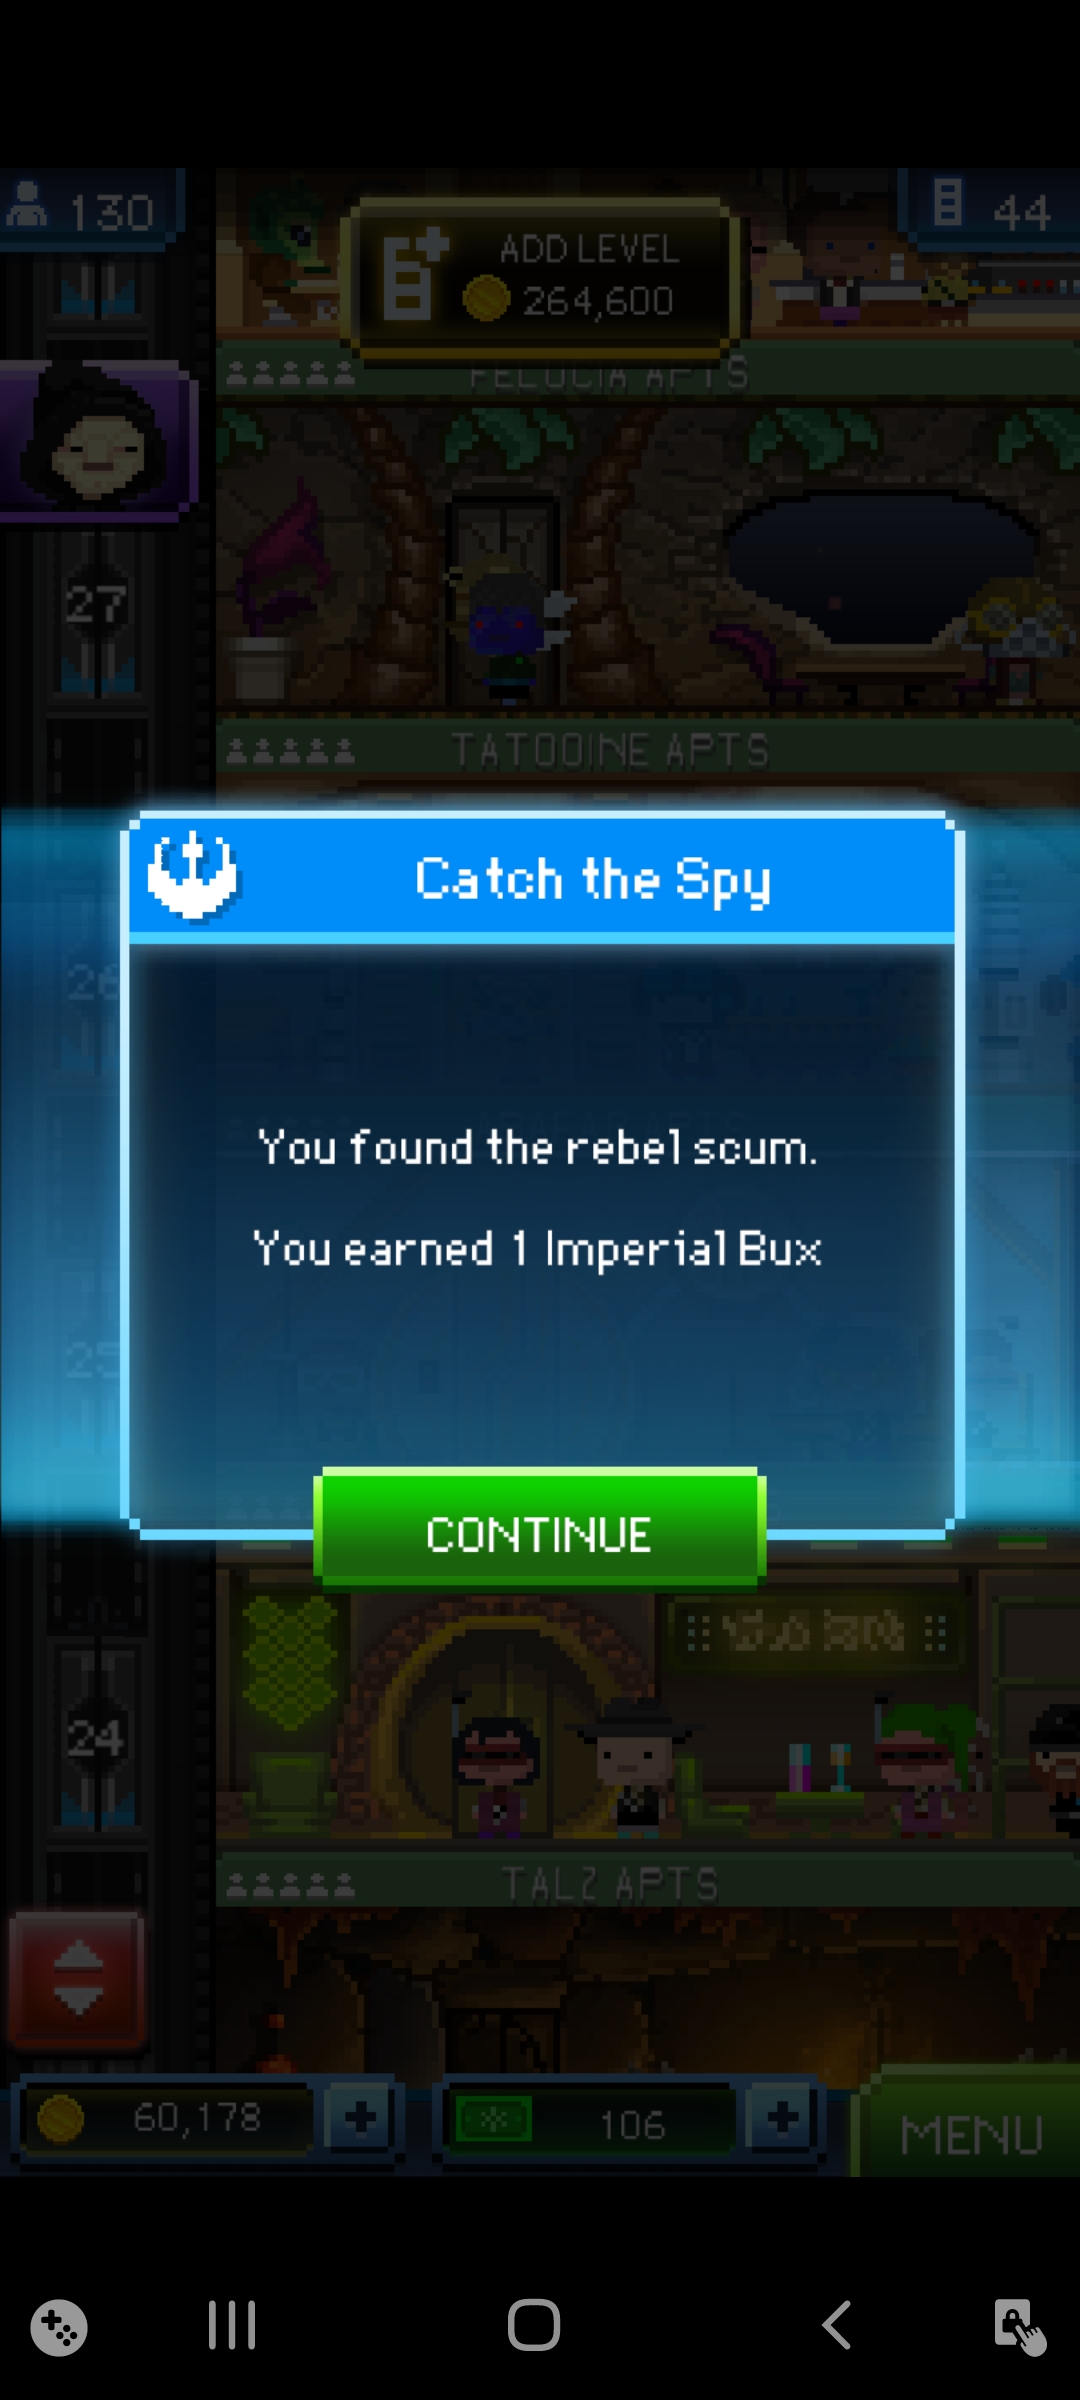 130
44
ADD LEVEL
264,600
FELUCIA APTS
27
TATOOINE APTS
Catch the Spy
26
You found the rebel scum.
You earned 1 Imperial Bux
25
CONTINUE
24
TALZ APTS
60,178
106
MENU